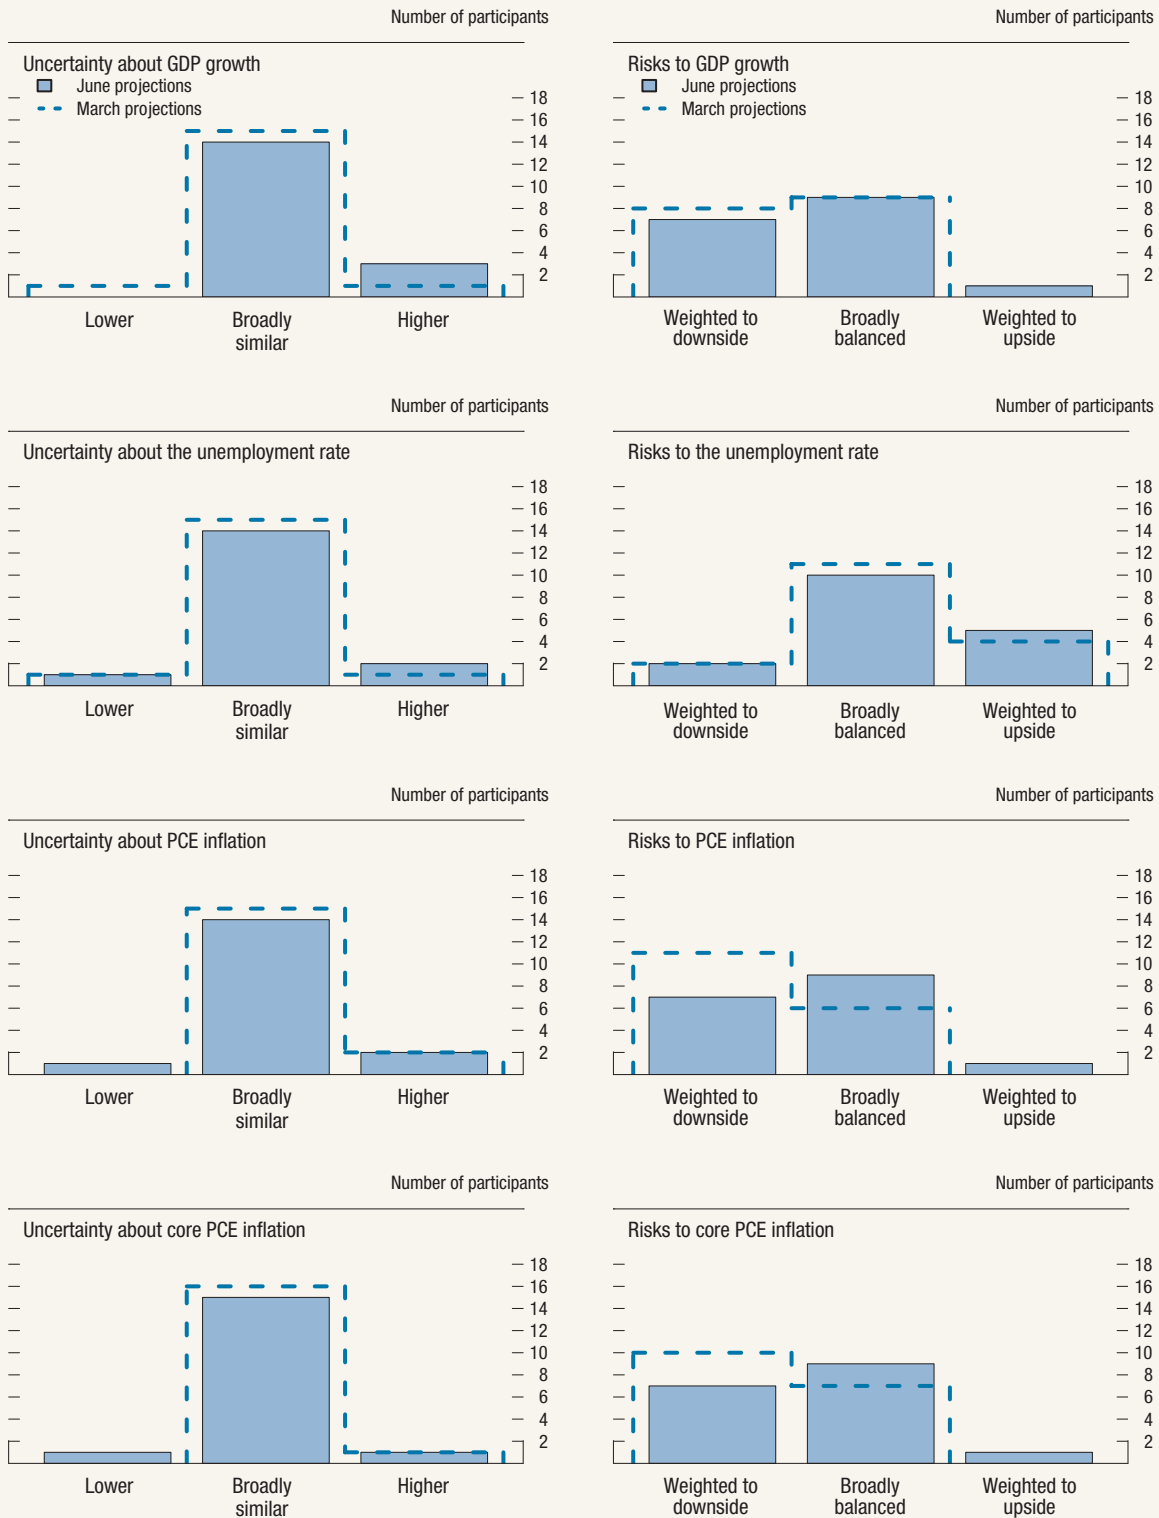 Number of participants
Uncertainty about GDP growth
June projections
March projections
18
16
14
12
10
8
6
4
2
Lower
Broadly
similar
Higher
Number of participants
Risks to GDP growth
June projections
March projections
18
16
14
12
10
8
6
4
2
Weighted to
downside
Broadly
balanced
Weighted to
upside
Number of participants
Uncertainty about the unemployment rate
18
16
14
12
10
8
6
4
2
Lower
Broadly
similar
Higher
Number of participants
Risks to the unemployment rate
18
16
14
12
10
8
6
4
2
Weighted to
downside
Broadly
balanced
Weighted to
upside
Number of participants
Uncertainty about PCE inflation
18
16
14
12
10
8
6
4
2
Lower
Broadly
similar
Higher
Number of participants
Risks to PCE inflation
18
16
14
12
10
8
6
4
2
Weighted to
downside
Broadly
balanced
Weighted to
upside
Number of participants
Uncertainty about core PCE inflation
18
16
14
12
10
8
6
4
2
Lower
Broadly
similar
Higher
Number of participants
Risks to core PCE inflation
18
16
14
12
10
8
6
4
2
Weighted to
downside
Broadly
balanced
Weighted to
upside